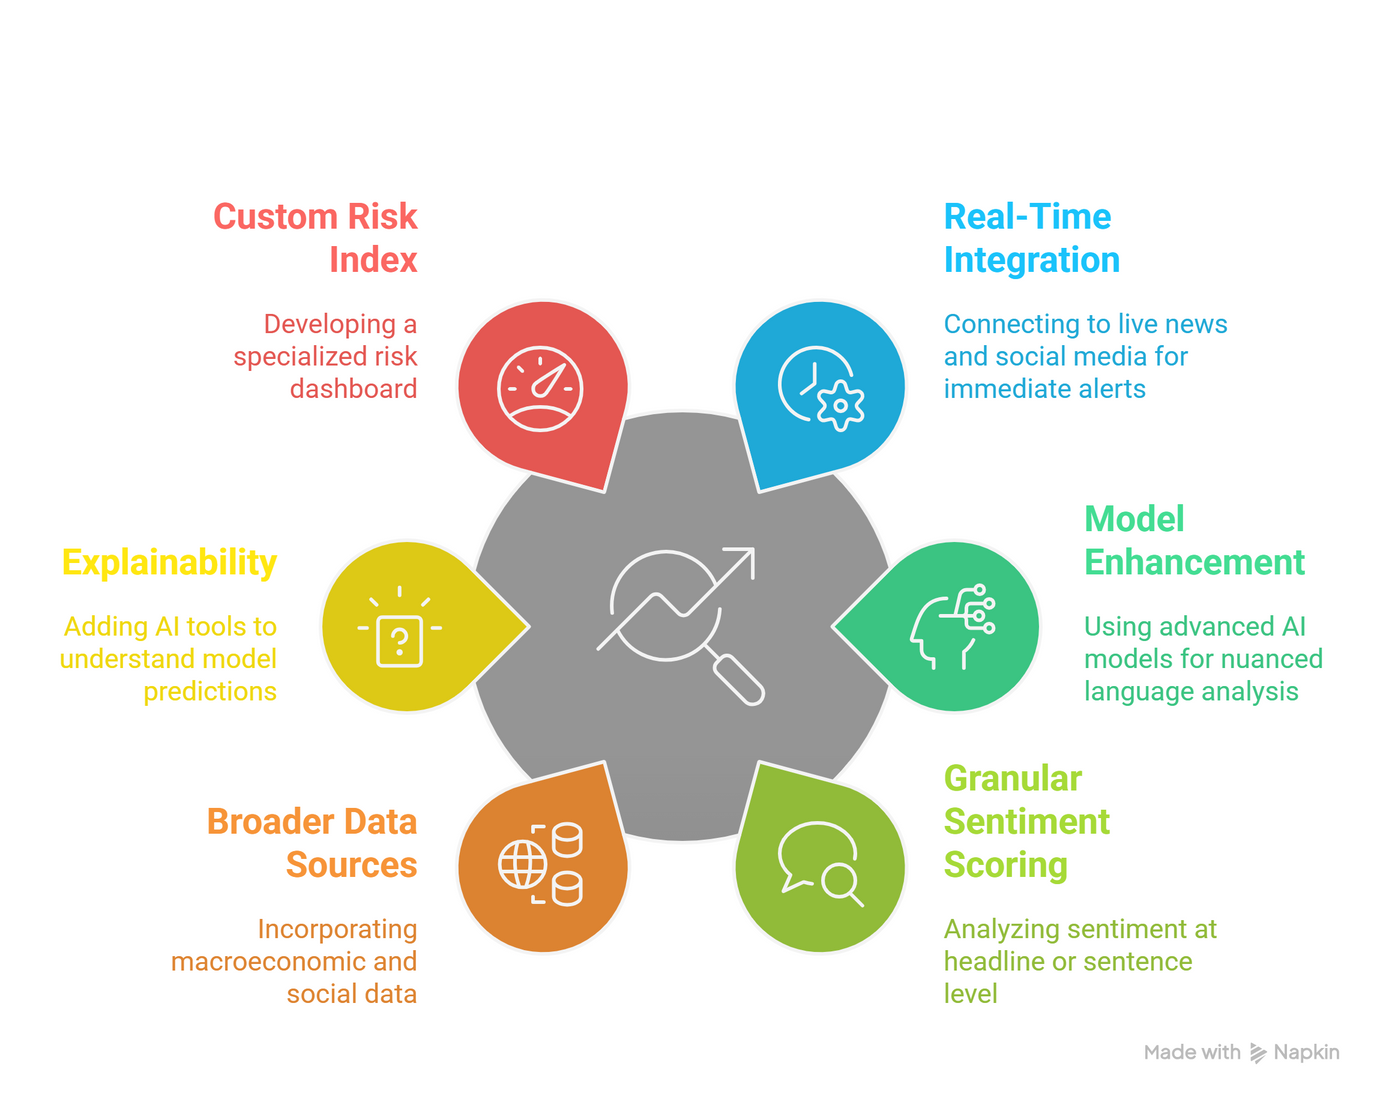 Custom Risk
Index
Developing a
specialized risk
dashboard
Real-Time
Integration
Connecting to live news
and social media for
immediate alerts
Explainability
Adding AI tools to
understand model
predictions
?
Model
Enhancement
Using advanced AI
models for nuanced
language analysis
Broader Data
Sources
Incorporating
macroeconomic and
social data
Granular
Sentiment
Scoring
Analyzing sentiment at
headline or sentence
level
Made with Napkin